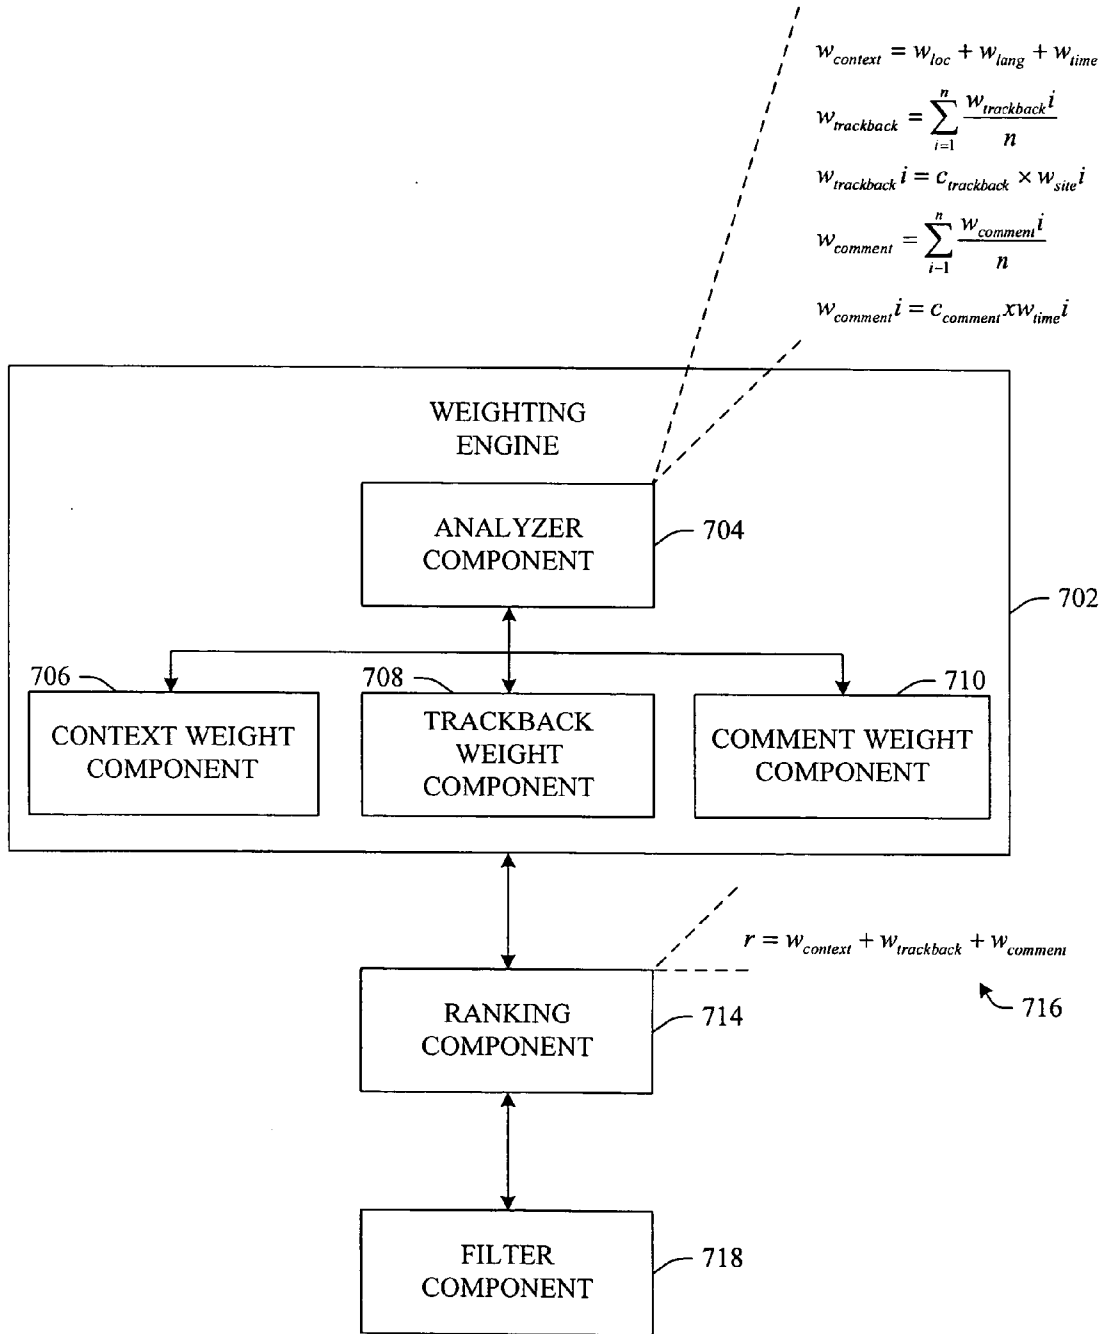 w_context = w_loc + w_lang + w_time
w_trackback = ∑_{i=1}^{n} w_trackback i / n
w_trackback i = c_trackback × w_site i
w_comment = ∑_{i-1}^{n} w_comment i / n
w_comment i = c_comment x w_time i
WEIGHTING
ENGINE
ANALYZER
COMPONENT
704
702
706
CONTEXT WEIGHT
COMPONENT
708
TRACKBACK
WEIGHT
COMPONENT
710
COMMENT WEIGHT
COMPONENT
r = w_context + w_trackback + w_comment
716
RANKING
COMPONENT
714
FILTER
COMPONENT
718